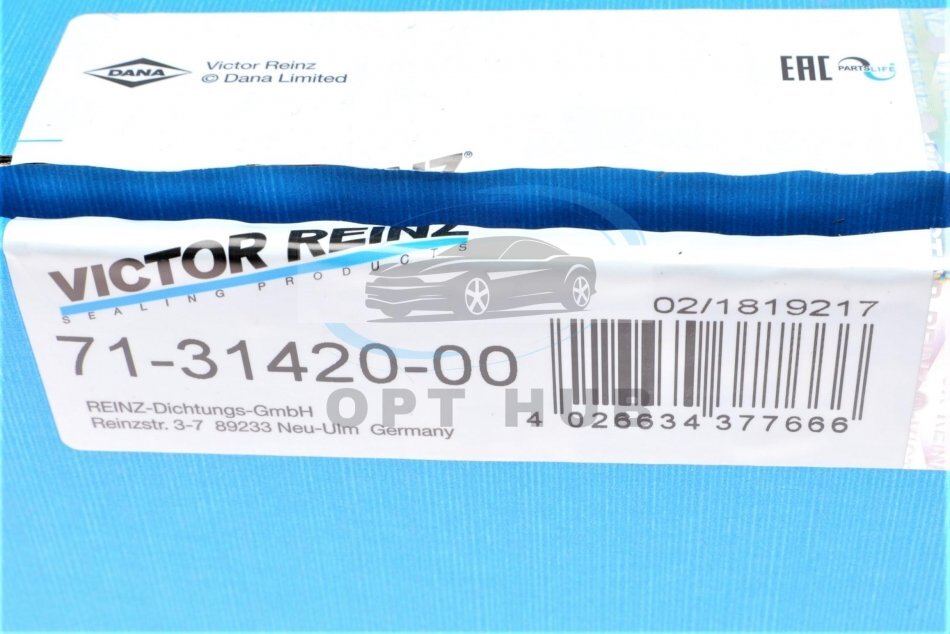 DANA
Victor Reinz
© Dana Limited
EAC
PARTSLIFE
VICTOR REINZ
SEALING PRODUCTS
02/1819217
71-31420-00
REINZ-Dichtungs-GmbH
Reinzstr. 3-7 89233 Neu-Ulm Germany
OPT HUB
4 026634 377666